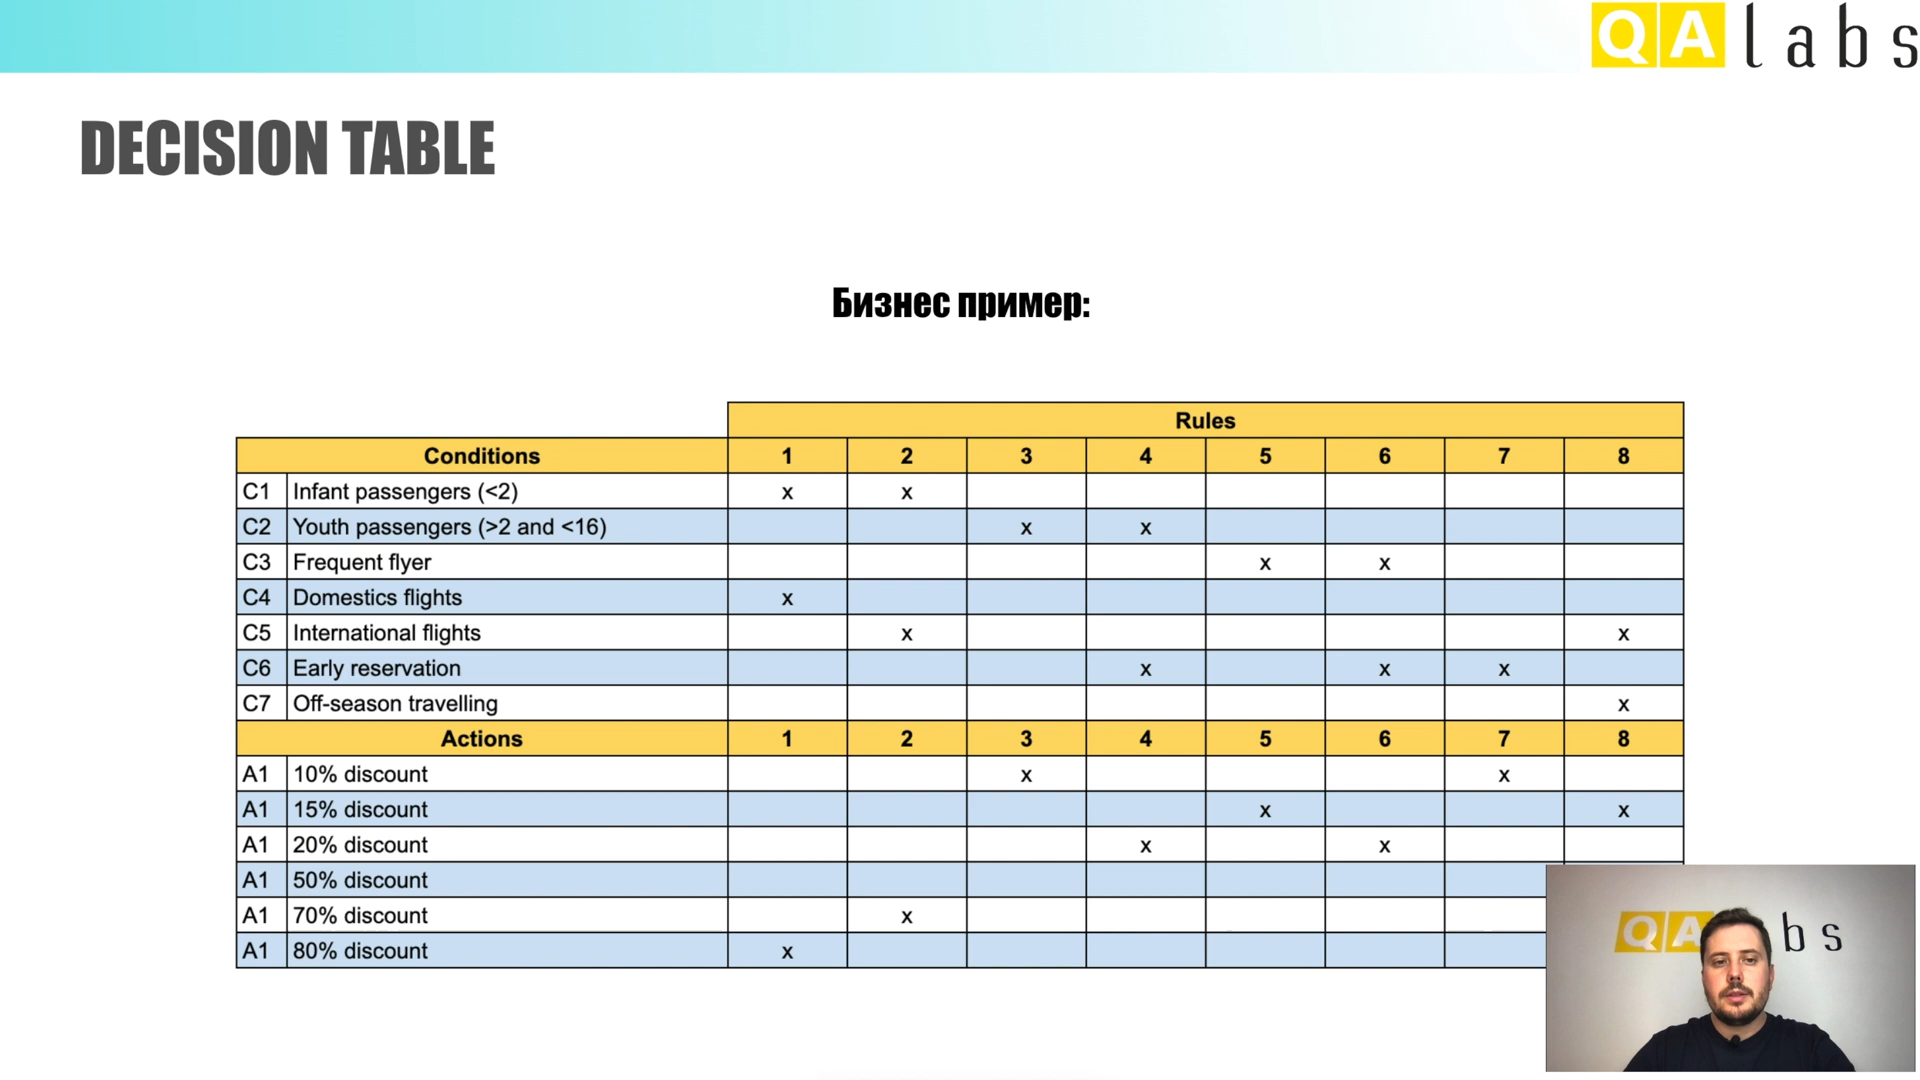 QA labs
DECISION TABLE
Бизнес пример:
Rules
Conditions 1 2 3 4 5 6 7 8
C1 Infant passengers (<2) x x
C2 Youth passengers (>2 and <16) x x
C3 Frequent flyer x x
C4 Domestics flights x
C5 International flights x x
C6 Early reservation x x x
C7 Off-season travelling x
Actions 1 2 3 4 5 6 7 8
A1 10% discount x x
A1 15% discount x x
A1 20% discount x x
A1 50% discount
A1 70% discount x
A1 80% discount x
QA bs